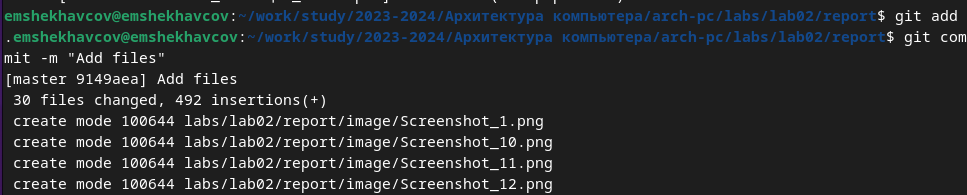 emshekhavcov@emshekhavcov:~/work/study/2023-2024/Архитектура компьютера/arch-pc/labs/lab02/report$ git add
.emshekhavcov@emshekhavcov:~/work/study/2023-2024/Архитектура компьютера/arch-pc/labs/lab02/report$ git com
mit -m "Add files"
[master 9149aea] Add files
 30 files changed, 492 insertions(+)
 create mode 100644 labs/lab02/report/image/Screenshot_1.png
 create mode 100644 labs/lab02/report/image/Screenshot_10.png
 create mode 100644 labs/lab02/report/image/Screenshot_11.png
 create mode 100644 labs/lab02/report/image/Screenshot_12.png